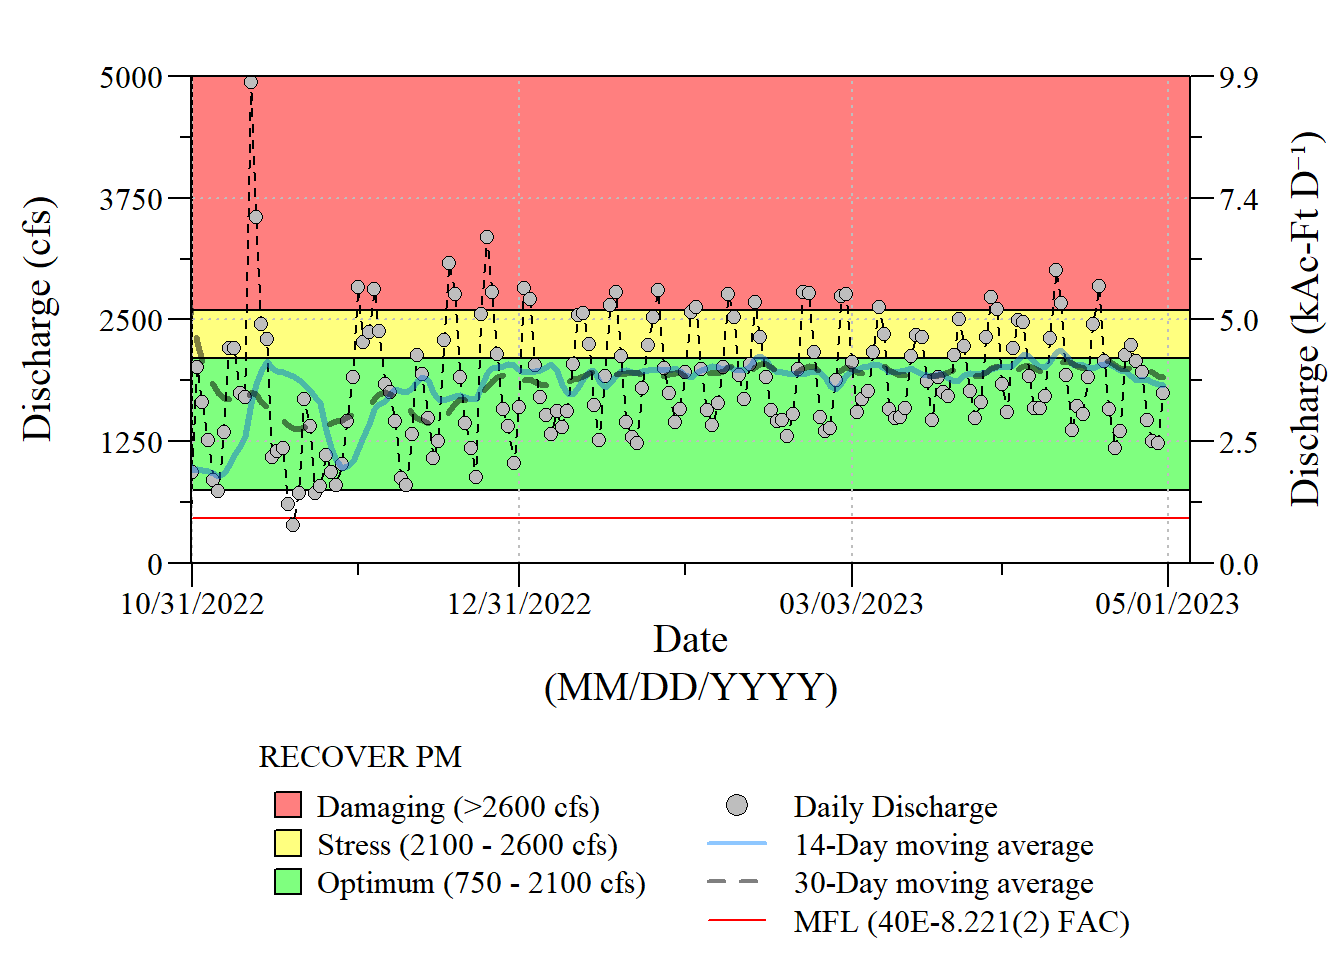 5000
3750
2500
1250
0
Discharge (cfs)
9.9
7.4
5.0
2.5
0.0
Discharge (kAc-Ft D⁻¹)
10/31/2022
12/31/2022
03/03/2023
05/01/2023
Date
(MM/DD/YYYY)
RECOVER PM
Damaging (>2600 cfs)
Stress (2100 - 2600 cfs)
Optimum (750 - 2100 cfs)
Daily Discharge
14-Day moving average
30-Day moving average
MFL (40E-8.221(2) FAC)